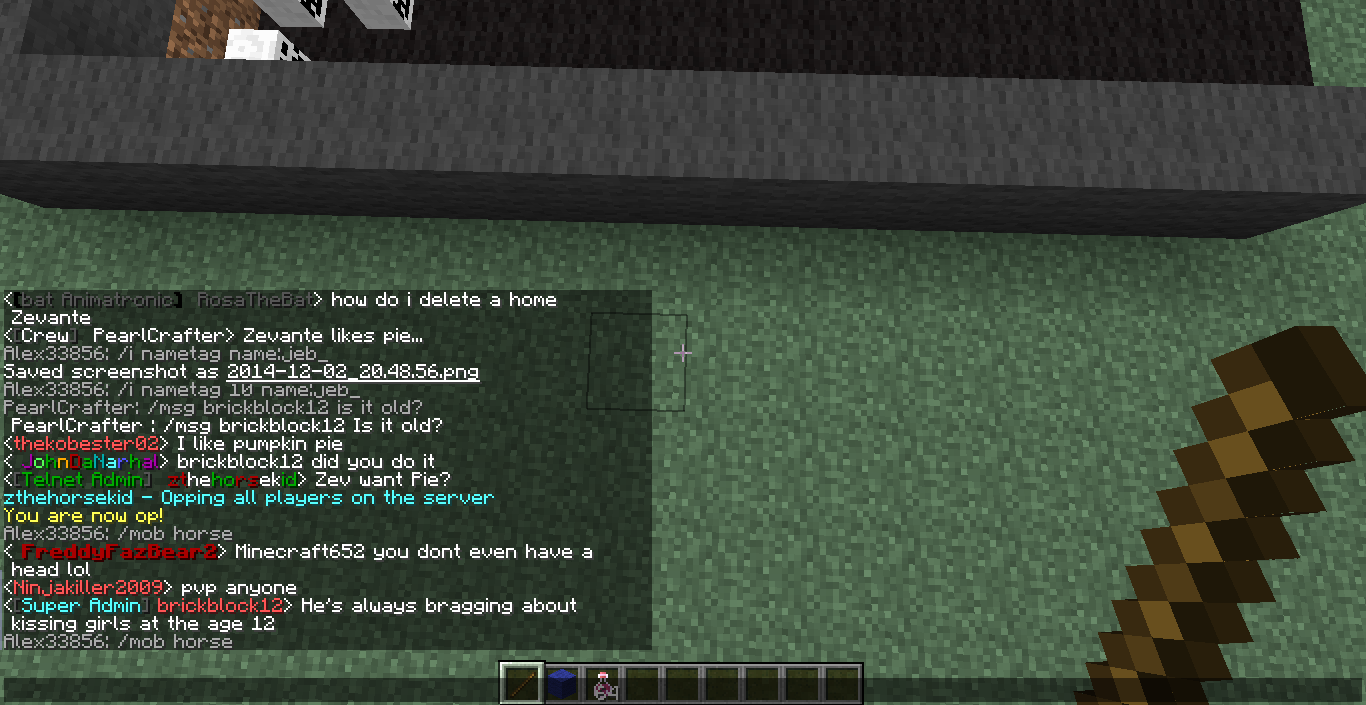 <[bat Animatronic] RosaTheBat> how do i delete a home
Zevante
<[Crew] PearlCrafter> Zevante likes pie...
Alex33856: /i nametag name:jeb_
Saved screenshot as 2014-12-02_20.48.56.png
Alex33856: /i nametag 10 name:jeb_
PearlCrafter: /msg brickblock12 is it old?
PearlCrafter : /msg brickblock12 Is it old?
<thekobester02> I like pumpkin pie
< JohnDaNarhal> brickblock12 did you do it
<[Telnet Admin] zthehorsekid> Zev want Pie?
zthehorsekid - Opping all players on the server
You are now op!
Alex33856: /mob horse
< FreddyFazBear2> Minecraft652 you dont even have a
head lol
<Ninjakiller2009> pvp anyone
<[Super Admin] brickblock12> He's always bragging about
kissing girls at the age 12
Alex33856: /mob horse